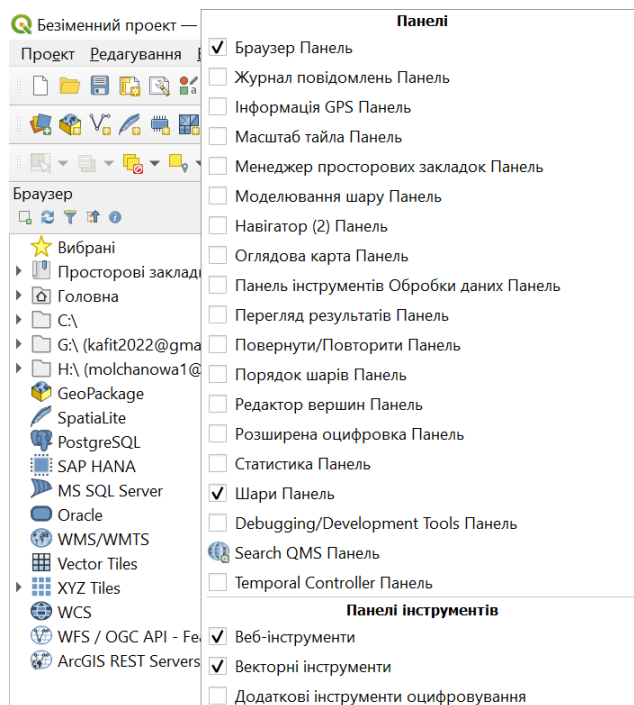 Безіменний проект —
Проєкт Редагування
Браузер
Вибрані
Просторові закладк
Головна
C:\
G:\ (kafit2022@gma
H:\ (molchanowa1@
GeoPackage
SpatiaLite
PostgreSQL
SAP HANA
MS SQL Server
Oracle
WMS/WMTS
Vector Tiles
XYZ Tiles
WCS
WFS / OGC API - Fe
ArcGIS REST Servers
Панелі
Браузер Панель
Журнал повідомлень Панель
Інформація GPS Панель
Масштаб тайла Панель
Менеджер просторових закладок Панель
Моделювання шару Панель
Навігатор (2) Панель
Оглядова карта Панель
Панель інструментів Обробки даних Панель
Перегляд результатів Панель
Повернути/Повторити Панель
Порядок шарів Панель
Редактор вершин Панель
Розширена оцифровка Панель
Статистика Панель
Шари Панель
Debugging/Development Tools Панель
Search QMS Панель
Temporal Controller Панель
Панелі інструментів
Веб-інструменти
Векторні інструменти
Додаткові інструменти оцифровування